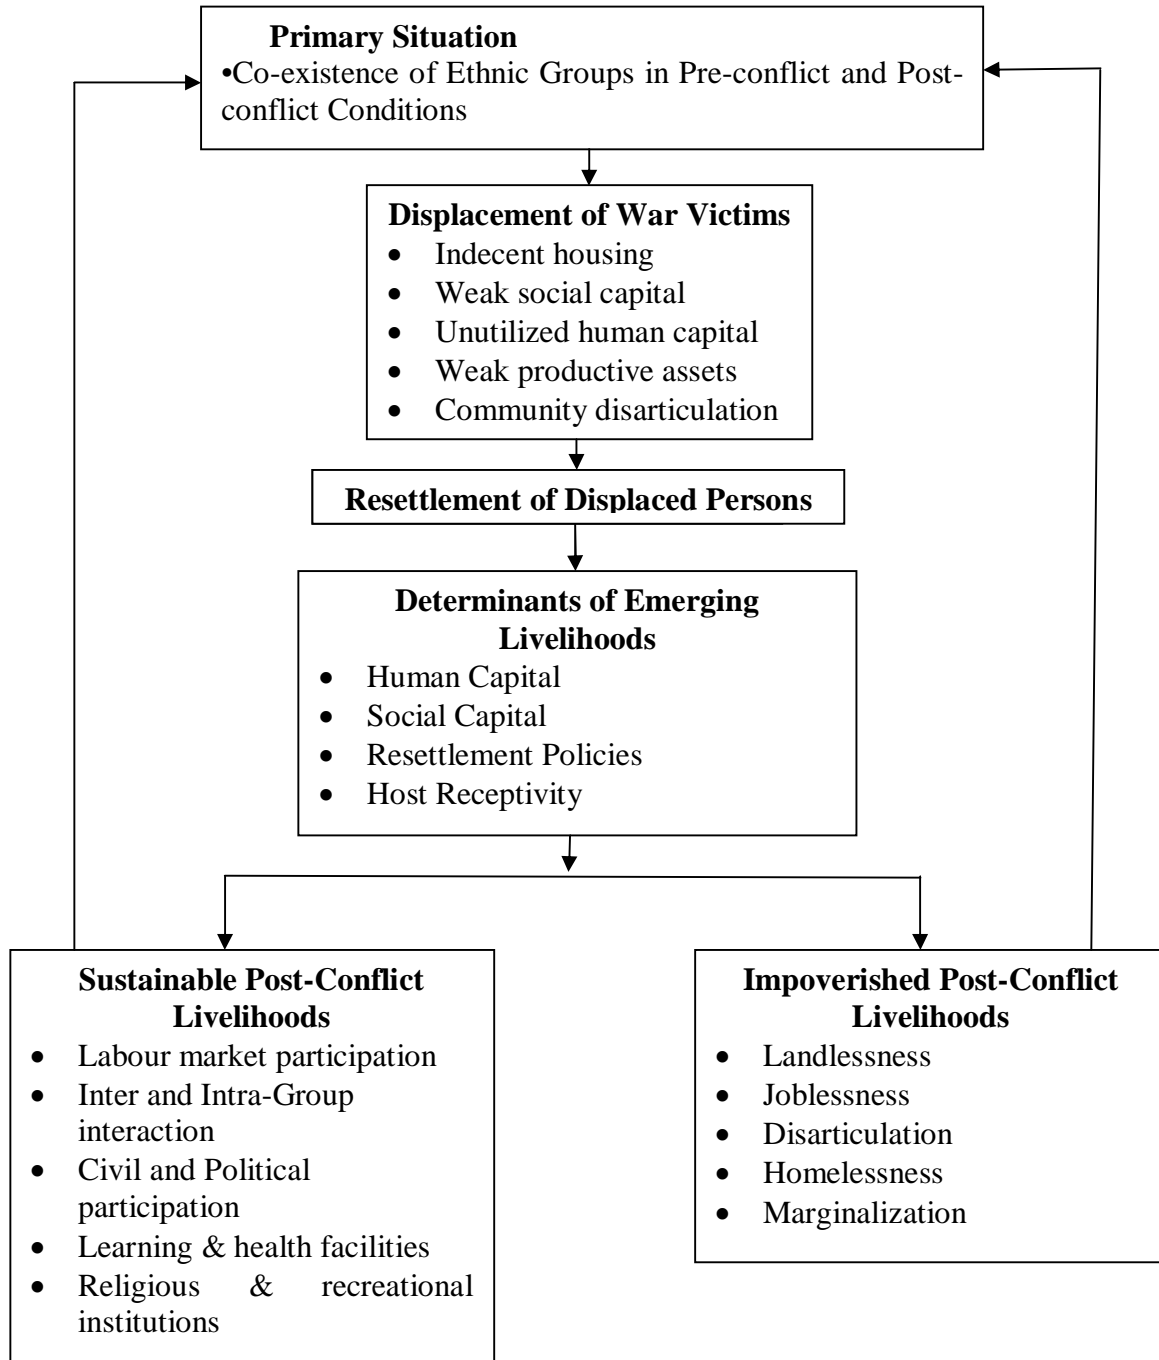 Primary Situation
•Co-existence of Ethnic Groups in Pre-conflict and Post-
conflict Conditions
Displacement of War Victims
• Indecent housing
• Weak social capital
• Unutilized human capital
• Weak productive assets
• Community disarticulation
Resettlement of Displaced Persons
Determinants of Emerging
Livelihoods
• Human Capital
• Social Capital
• Resettlement Policies
• Host Receptivity
Sustainable Post-Conflict
Livelihoods
• Labour market participation
• Inter and Intra-Group
interaction
• Civil and Political
participation
• Learning & health facilities
• Religious & recreational
institutions
Impoverished Post-Conflict
Livelihoods
• Landlessness
• Joblessness
• Disarticulation
• Homelessness
• Marginalization